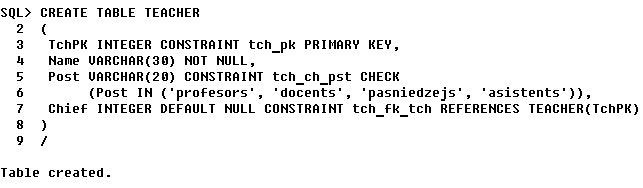 SQL> CREATE TABLE TEACHER
2 (
3 TchPK INTEGER CONSTRAINT tch_pk PRIMARY KEY,
4 Name VARCHAR(30) NOT NULL,
5 Post VARCHAR(20) CONSTRAINT tch_ch_pst CHECK
6 (Post IN ('profesors', 'docents', 'pasniedzejs', 'asistents')),
7 Chief INTEGER DEFAULT NULL CONSTRAINT tch_fk_tch REFERENCES TEACHER(TchPK)
8 )
9 /
Table created.